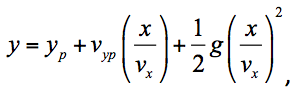 y = y_p + v_yp (x/v_x) + 1/2 g (x/v_x)^2,